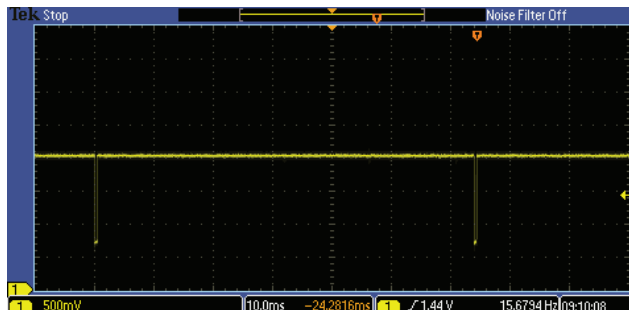 Tek Stop Noise Filter Off
T
T
1
1 500mV 10.0ms −24.2816ms 1 1.44 V 15.6794 Hz 09:10:08